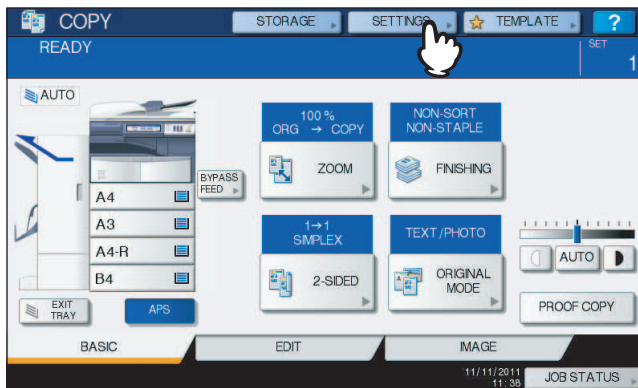 COPY
STORAGE
SETTINGS
TEMPLATE
?
READY
SET
1
AUTO
100 %
ORG → COPY
NON-SORT
NON-STAPLE
ZOOM
FINISHING
BYPASS
FEED
A4
A3
A4-R
B4
1→1
SIMPLEX
TEXT/PHOTO
2-SIDED
ORIGINAL
MODE
AUTO
EXIT
TRAY
APS
PROOF COPY
BASIC
EDIT
IMAGE
11/11/2011
11:38
JOB STATUS